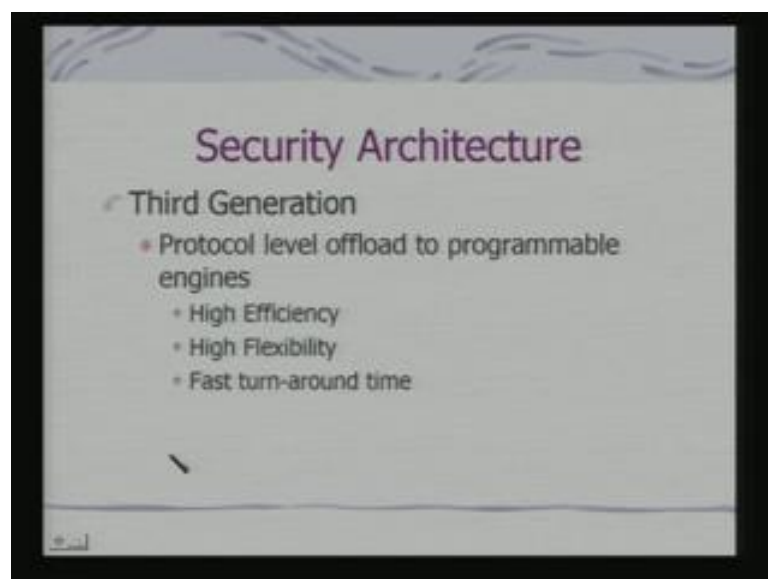 Security Architecture
Third Generation
Protocol level offload to programmable
engines
High Efficiency
High Flexibility
Fast turn-around time